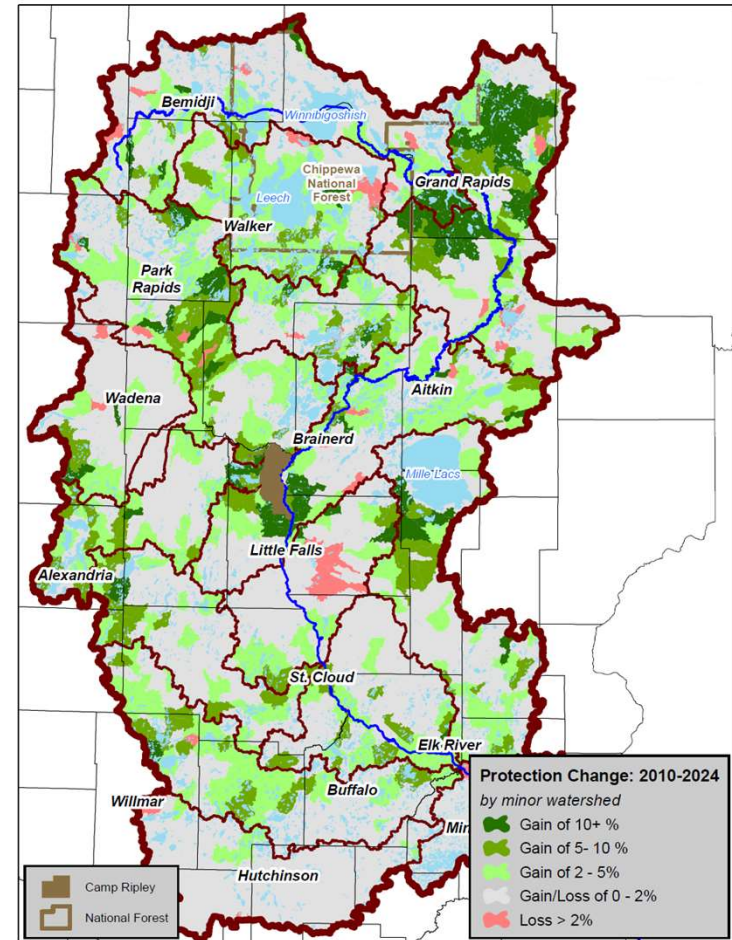 Bemidji
Winnibigoshish
Chippewa
National
Forest
Grand Rapids
Leech
Walker
Park
Rapids
Wadena
Aitkin
Brainerd
Mille Lacs
Little Falls
Alexandria
St. Cloud
Elk River
Willmar
Buffalo
Min
Hutchinson
Protection Change: 2010-2024
by minor watershed
Gain of 10+ %
Gain of 5- 10 %
Gain of 2 - 5%
Gain/Loss of 0 - 2%
Loss > 2%
Camp Ripley
National Forest